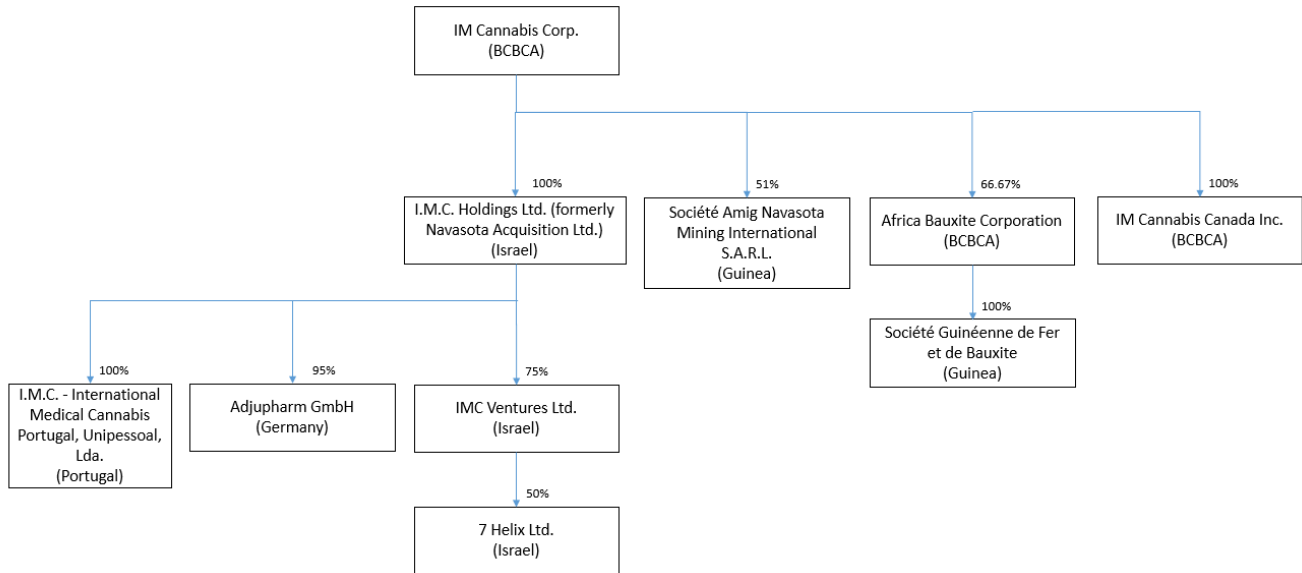 IM Cannabis Corp.
(BCBCA)
100%
I.M.C. Holdings Ltd. (formerly
Navasota Acquisition Ltd.)
(Israel)
51%
Société Amig Navasota
Mining International
S.A.R.L.
(Guinea)
66.67%
Africa Bauxite Corporation
(BCBCA)
100%
IM Cannabis Canada Inc.
(BCBCA)
100%
Société Guinéenne de Fer
et de Bauxite
(Guinea)
100%
I.M.C. - International
Medical Cannabis
Portugal, Unipessoal,
Lda.
(Portugal)
95%
Adjupharm GmbH
(Germany)
75%
IMC Ventures Ltd.
(Israel)
50%
7 Helix Ltd.
(Israel)